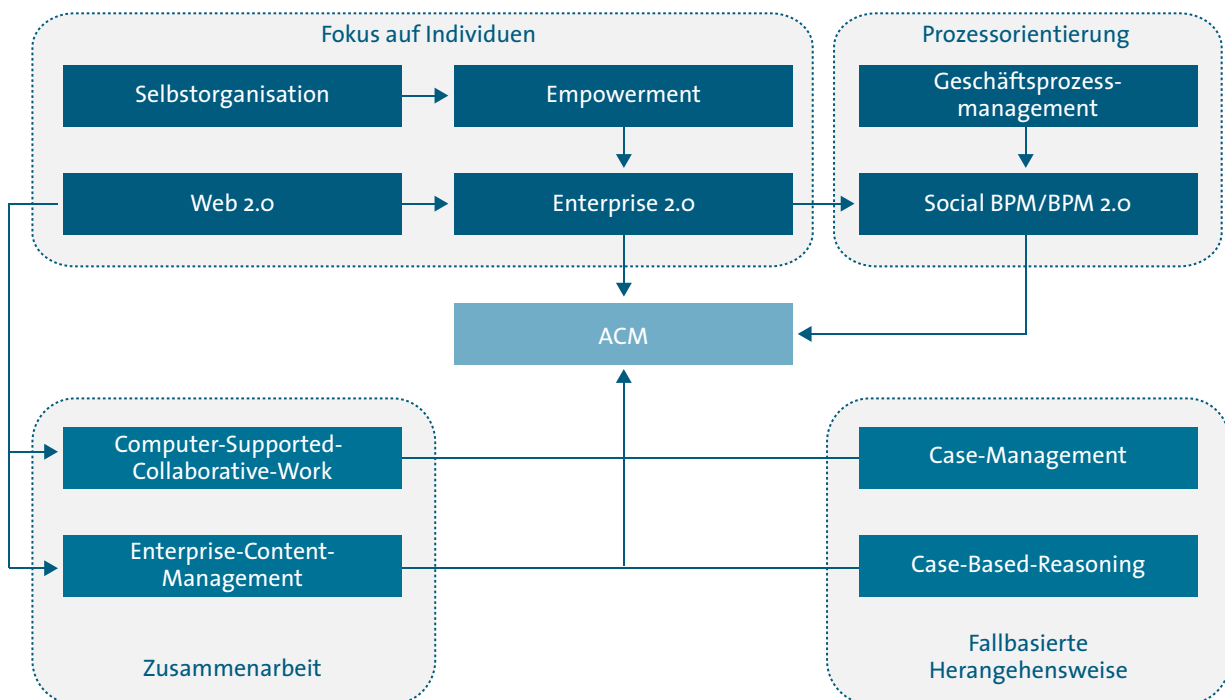 Fokus auf Individuen
Prozessorientierung
Selbstorganisation
Empowerment
Geschäftsprozess-
management
Web 2.0
Enterprise 2.0
Social BPM/BPM 2.0
ACM
Computer-Supported-
Collaborative-Work
Case-Management
Enterprise-Content-
Management
Case-Based-Reasoning
Zusammenarbeit
Fallbasierte
Herangehensweise